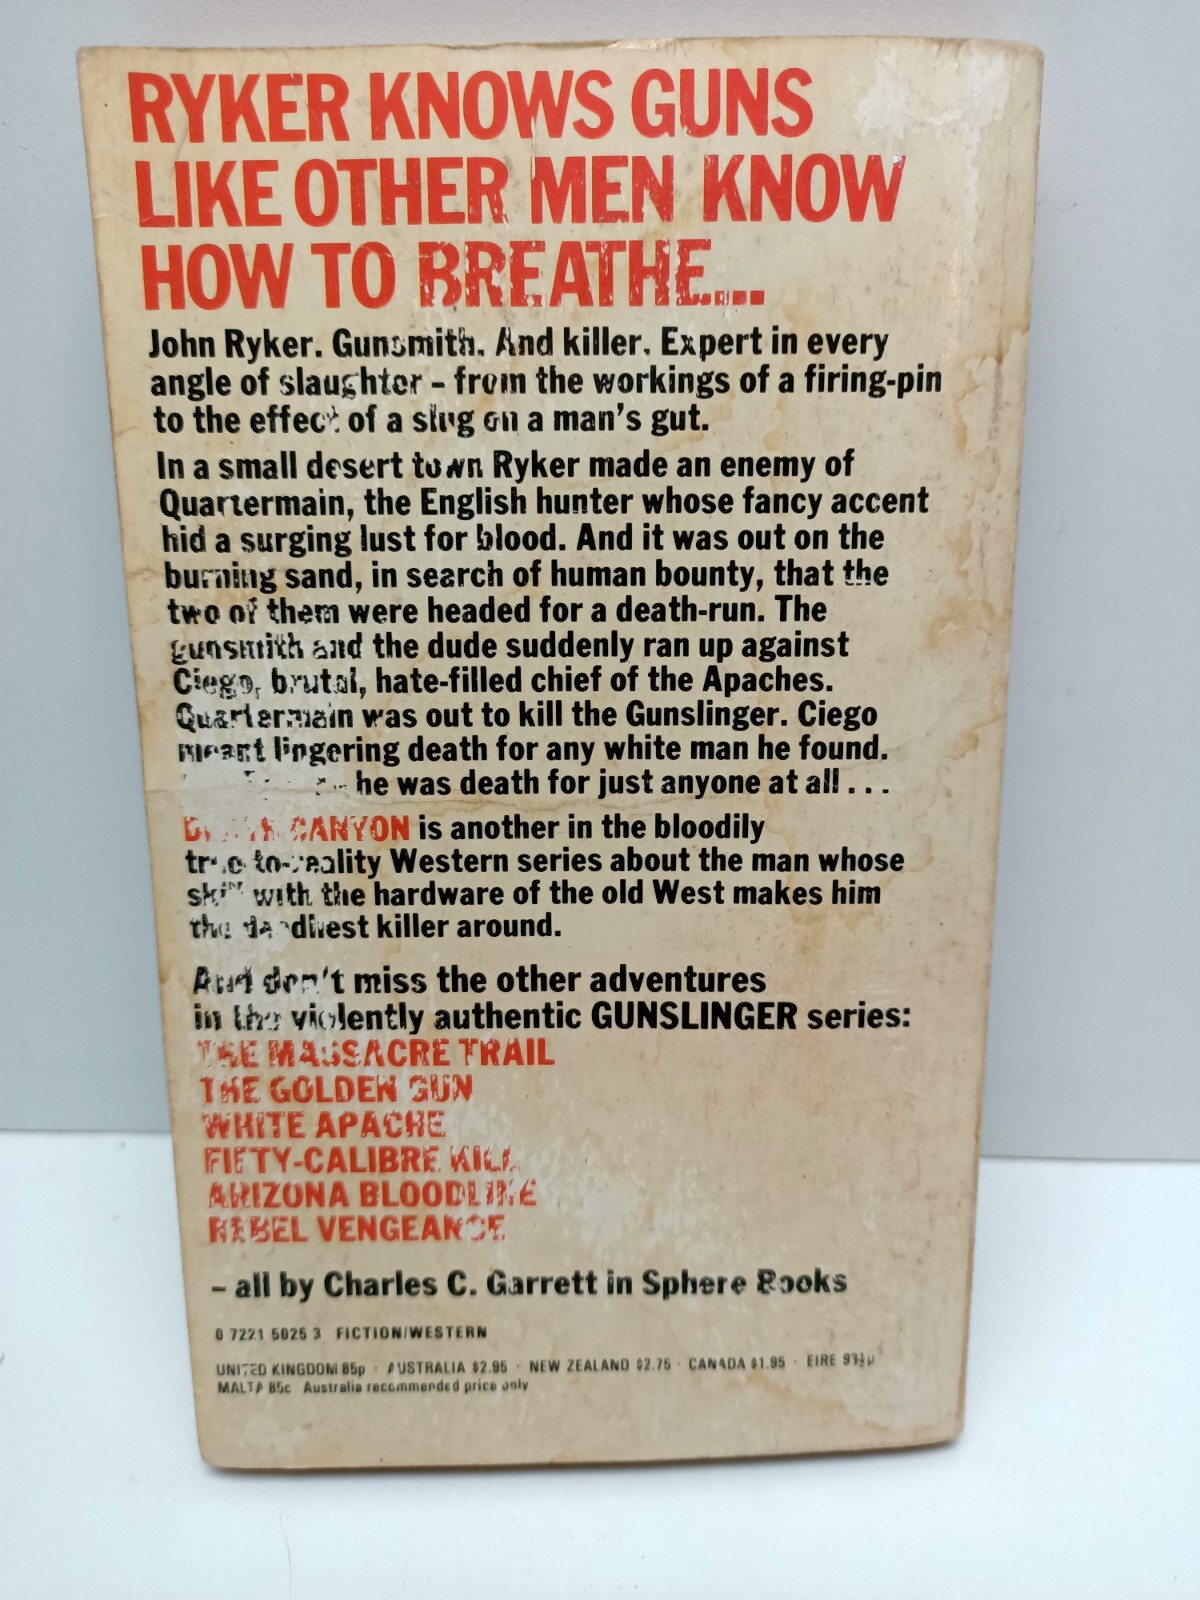 RYKER KNOWS GUNS
LIKE OTHER MEN KNOW
HOW TO BREATHE...
John Ryker. Gunsmith. And killer. Expert in every
angle of slaughter – from the workings of a firing-pin
to the effect of a slug on a man's gut.
In a small desert town Ryker made an enemy of
Quartermain, the English hunter whose fancy accent
hid a surging lust for blood. And it was out on the
burning sand, in search of human bounty, that the
two of them were headed for a death-run. The
gunsmith and the dude suddenly ran up against
Ciego, brutal, hate-filled chief of the Apaches.
Quartermain was out to kill the Gunslinger. Ciego
meant lingering death for any white man he found.
he was death for just anyone at all . . .
DEATH CANYON is another in the bloodily
true-to-reality Western series about the man whose
skill with the hardware of the old West makes him
the deadliest killer around.
And don't miss the other adventures
in the violently authentic GUNSLINGER series:
THE MASSACRE TRAIL
THE GOLDEN GUN
WHITE APACHE
FIFTY-CALIBRE KILL
ARIZONA BLOODLINE
REBEL VENGEANCE
– all by Charles C. Garrett in Sphere Books
0 7221 5025 3 FICTION/WESTERN
UNITED KINGDOM 85p · AUSTRALIA $2.95 · NEW ZEALAND $2.75 · CANADA $1.95 · EIRE 93½p
MALTA 85c Australia recommended price only